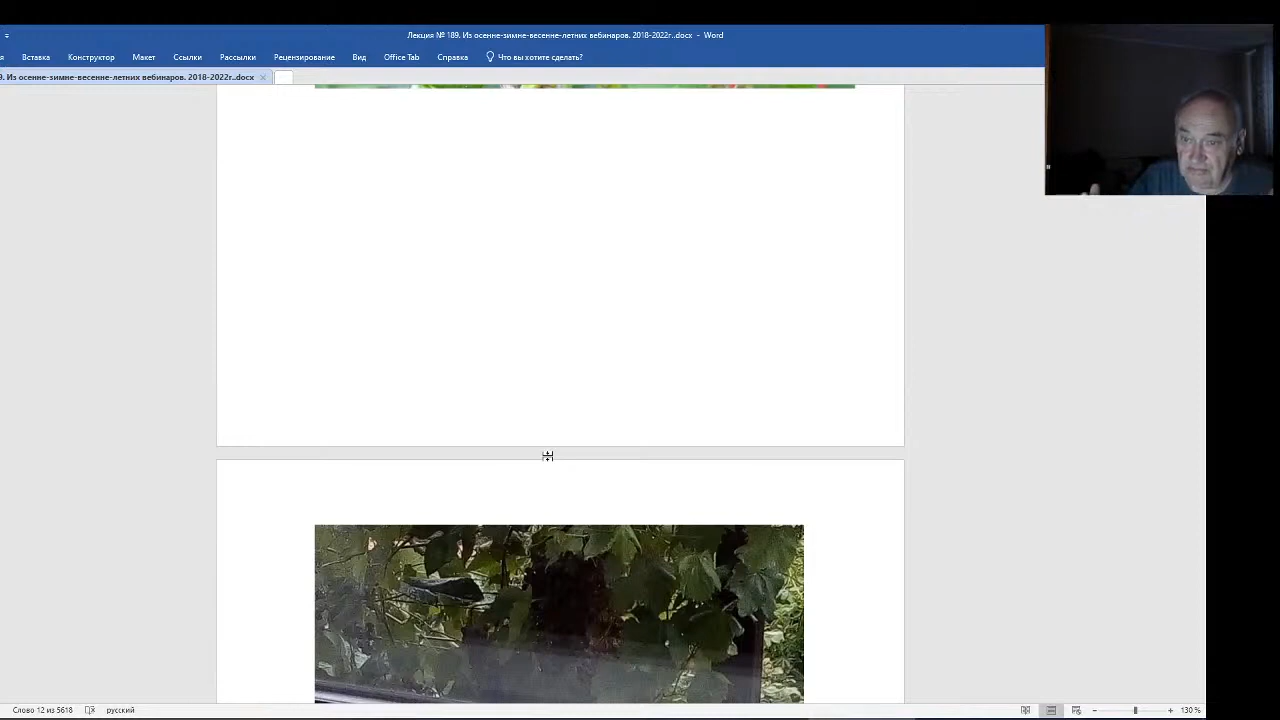 Лекция № 189. Из осенне-зимне-весенне-летних вебинаров. 2018-2022г..docx - Word
я Вставка Конструктор Макет Ссылки Рассылки Рецензирование Вид Office Tab Справка Что вы хотите сделать?
9. Из осенне-зимне-весенне-летних вебинаров. 2018-2022г..docx
Слово 12 из 5618 русский 130 %